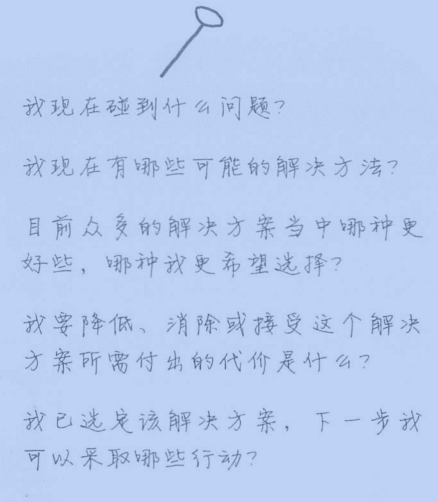 我现在碰到什么问题?
我现在有哪些可能的解决方法?
目前众多的解决方案当中哪种更
好些，哪种我更希望选择?
我要降低、消除或接受这个解决
方案所需付出的代价是什么?
我已选定该解决方案，下一步我
可以采取哪些行动?